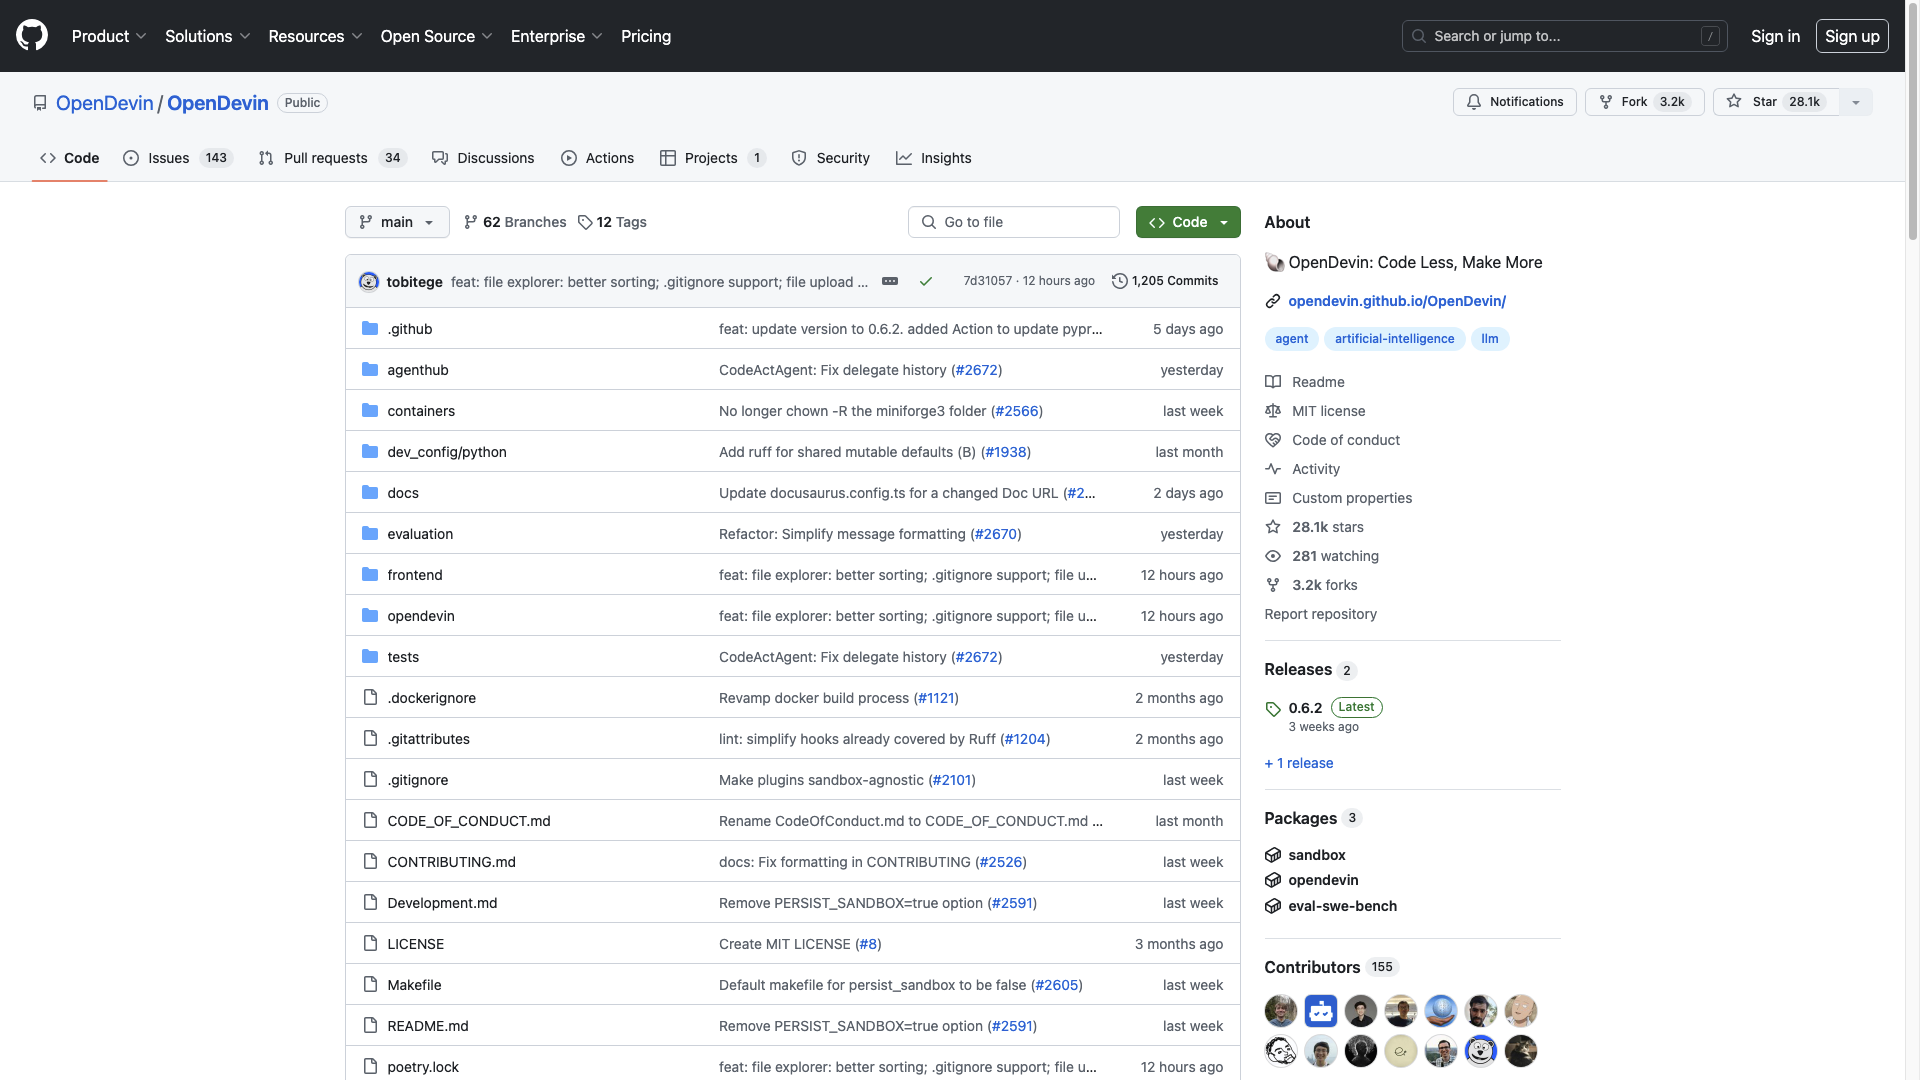 Product Solutions Resources Open Source Enterprise Pricing Search or jump to... / Sign in Sign up
OpenDevin / OpenDevin Public Notifications Fork 3.2k Star 28.1k
Code Issues 143 Pull requests 34 Discussions Actions Projects 1 Security Insights
main 62 Branches 12 Tags Go to file Code
tobitege feat: file explorer: better sorting; .gitignore support; file upload ... 7d31057 · 12 hours ago 1,205 Commits
.github feat: update version to 0.6.2. added Action to update pypr... 5 days ago
agenthub CodeActAgent: Fix delegate history (#2672) yesterday
containers No longer chown -R the miniforge3 folder (#2566) last week
dev_config/python Add ruff for shared mutable defaults (B) (#1938) last month
docs Update docusaurus.config.ts for a changed Doc URL (#2... 2 days ago
evaluation Refactor: Simplify message formatting (#2670) yesterday
frontend feat: file explorer: better sorting; .gitignore support; file u... 12 hours ago
opendevin feat: file explorer: better sorting; .gitignore support; file u... 12 hours ago
tests CodeActAgent: Fix delegate history (#2672) yesterday
.dockerignore Revamp docker build process (#1121) 2 months ago
.gitattributes lint: simplify hooks already covered by Ruff (#1204) 2 months ago
.gitignore Make plugins sandbox-agnostic (#2101) last week
CODE_OF_CONDUCT.md Rename CodeOfConduct.md to CODE_OF_CONDUCT.md ... last month
CONTRIBUTING.md docs: Fix formatting in CONTRIBUTING (#2526) last week
Development.md Remove PERSIST_SANDBOX=true option (#2591) last week
LICENSE Create MIT LICENSE (#8) 3 months ago
Makefile Default makefile for persist_sandbox to be false (#2605) last week
README.md Remove PERSIST_SANDBOX=true option (#2591) last week
poetry.lock feat: file explorer: better sorting; .gitignore support; file u... 12 hours ago
About
OpenDevin: Code Less, Make More
opendevin.github.io/OpenDevin/
agent artificial-intelligence llm
Readme
MIT license
Code of conduct
Activity
Custom properties
28.1k stars
281 watching
3.2k forks
Report repository
Releases 2
0.6.2 Latest
3 weeks ago
+ 1 release
Packages 3
sandbox
opendevin
eval-swe-bench
Contributors 155